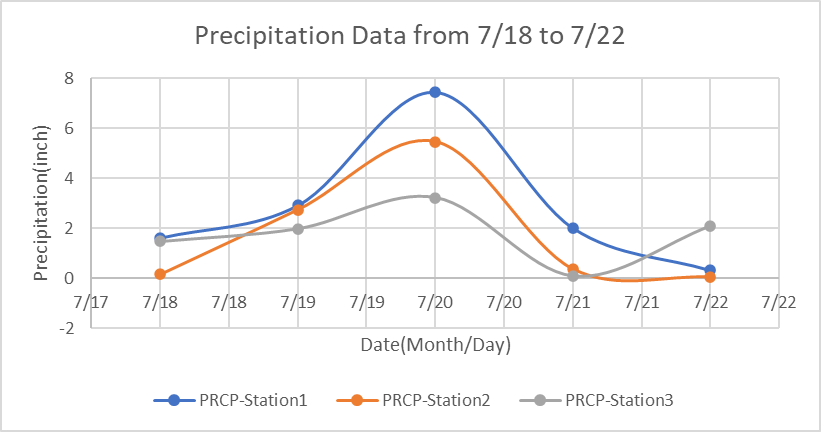 Precipitation Data from 7/18 to 7/22
8
6
4
2
0
-2
Precipitation(inch)
7/17 7/18 7/18 7/19 7/19 7/20 7/20 7/21 7/21 7/22 7/22
Date(Month/Day)
PRCP-Station1 PRCP-Station2 PRCP-Station3